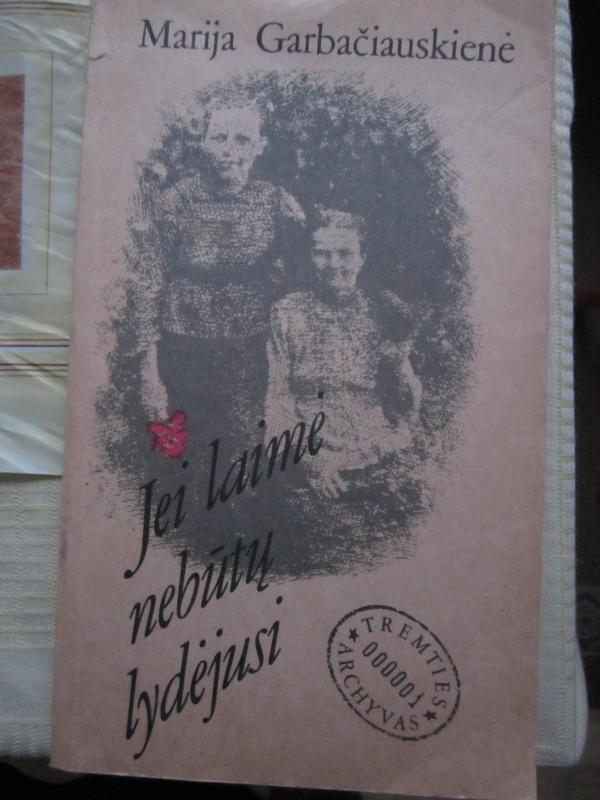 Marija Garbačiauskienė
Jei laimė
nebūtų
lydėjusi
TREMTIES
000001
ARCHYVAS